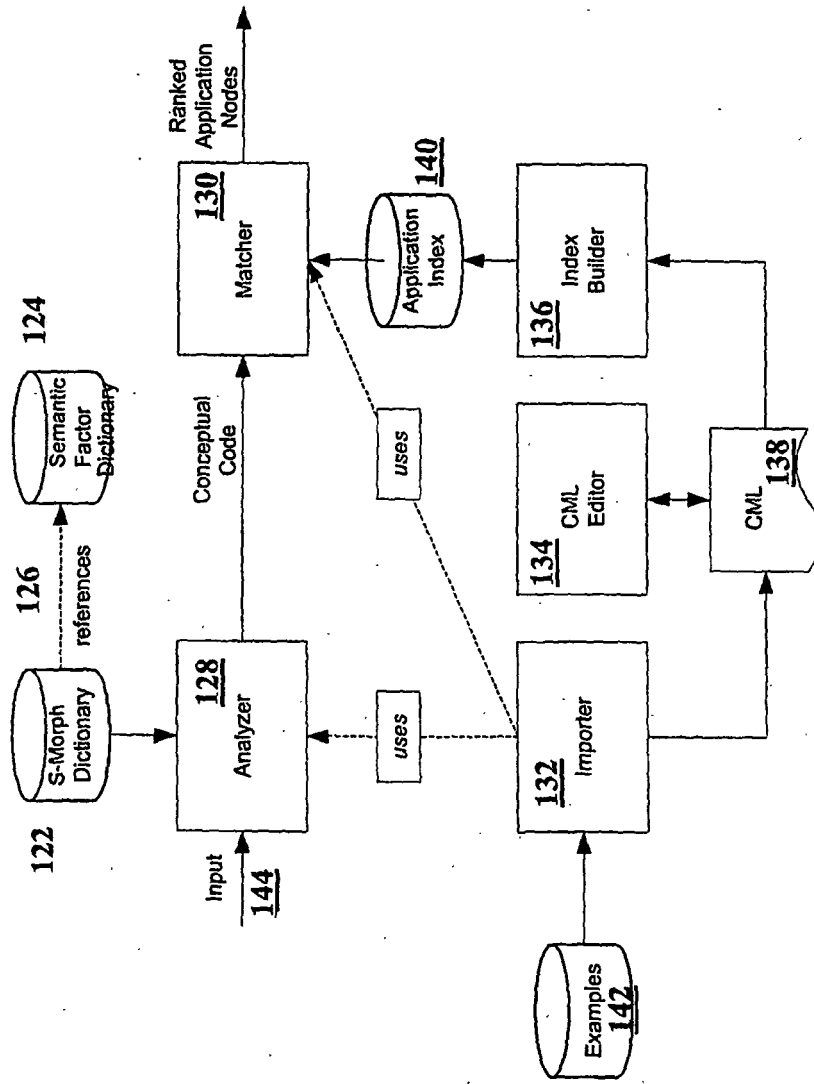 122
S-Morph
Dictionary
126
references
124
Semantic
Factor
Dictionary
Input
144
128
Analyzer
Conceptual
Code
130
Matcher
Ranked
Application
Nodes
uses
uses
Application
Index
140
Examples
142
132
Importer
134
CML
Editor
136
Index
Builder
CML
138